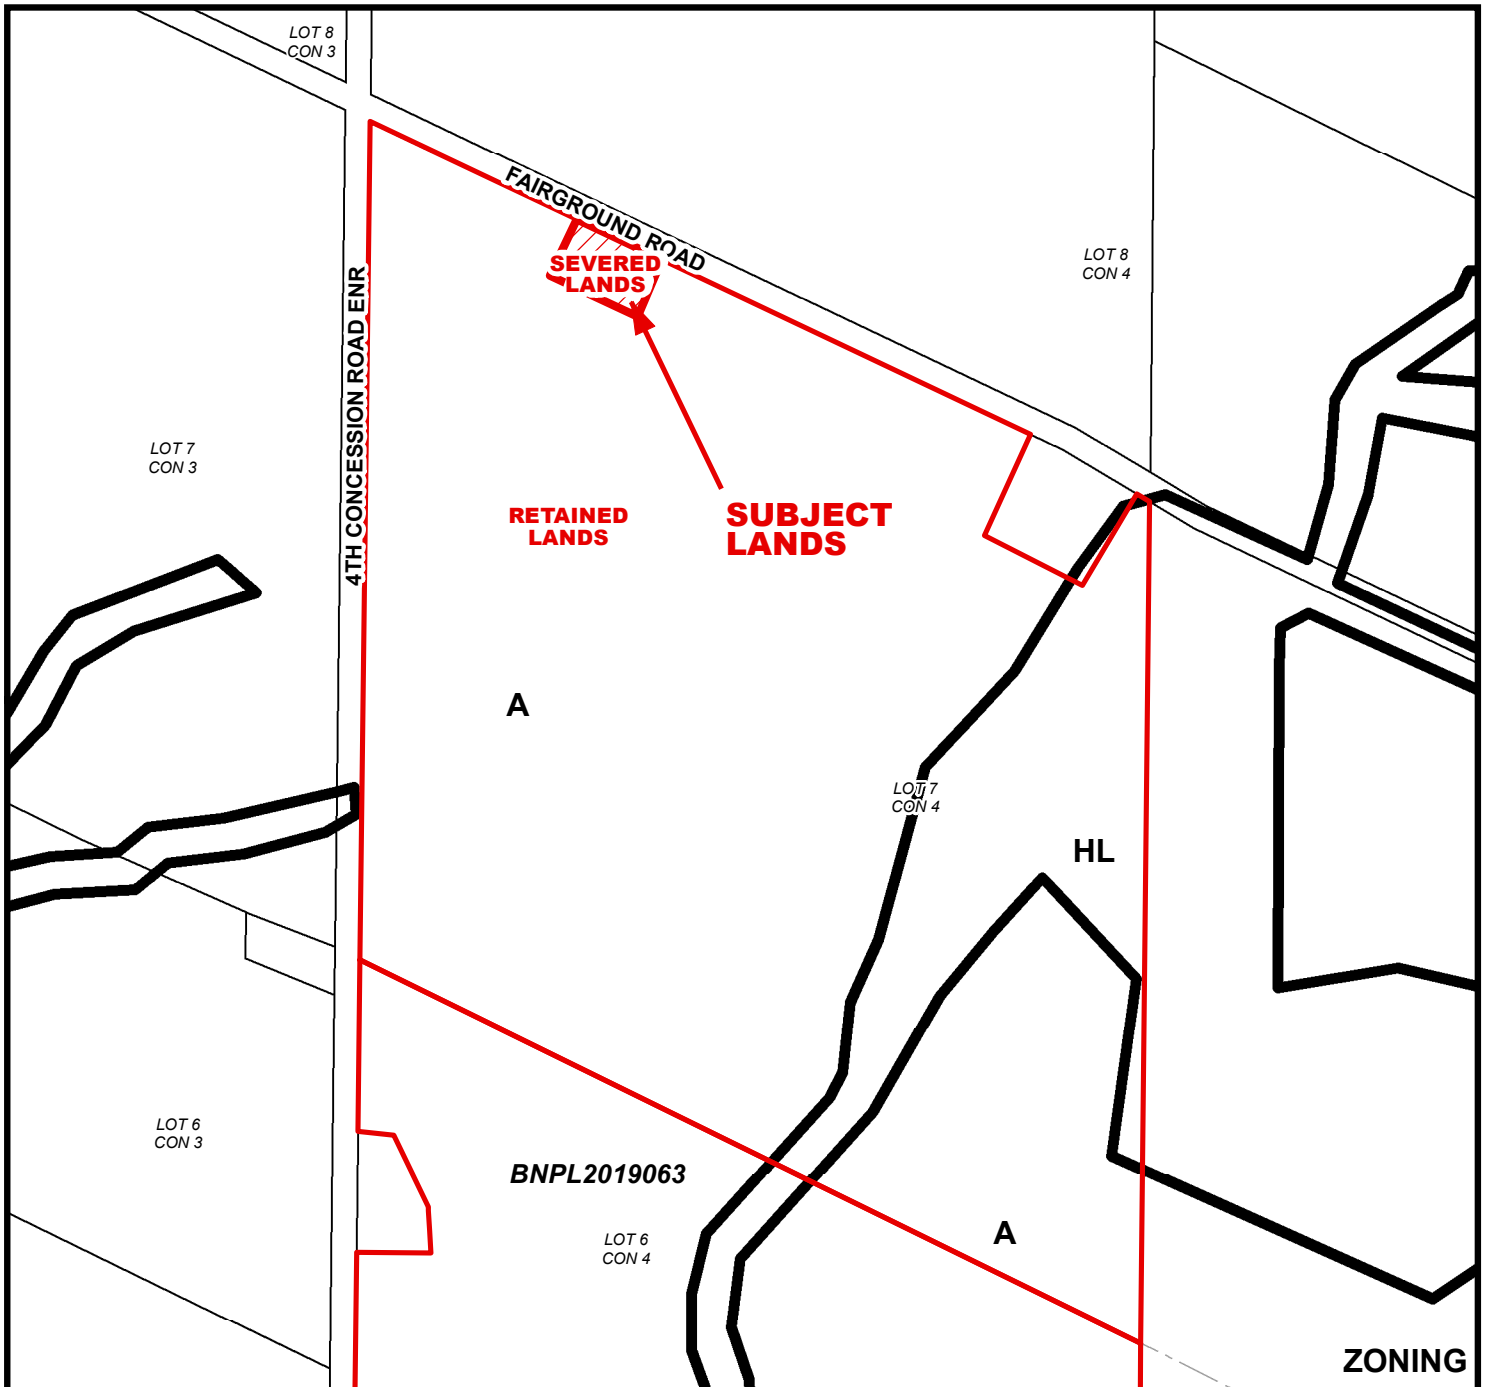 LOT 8
CON 3
FAIRGROUND ROAD
SEVERED
LANDS
LOT 8
CON 4
4TH CONCESSION ROAD ENR
LOT 7
CON 3
RETAINED
LANDS
SUBJECT
LANDS
A
LOT 7
CON 4
HL
LOT 6
CON 3
BNPL2019063
LOT 6
CON 4
A
ZONING